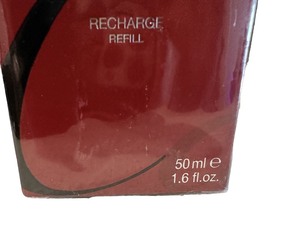 RECHARGE
REFILL
50 ml ℮
1.6 fl.oz.